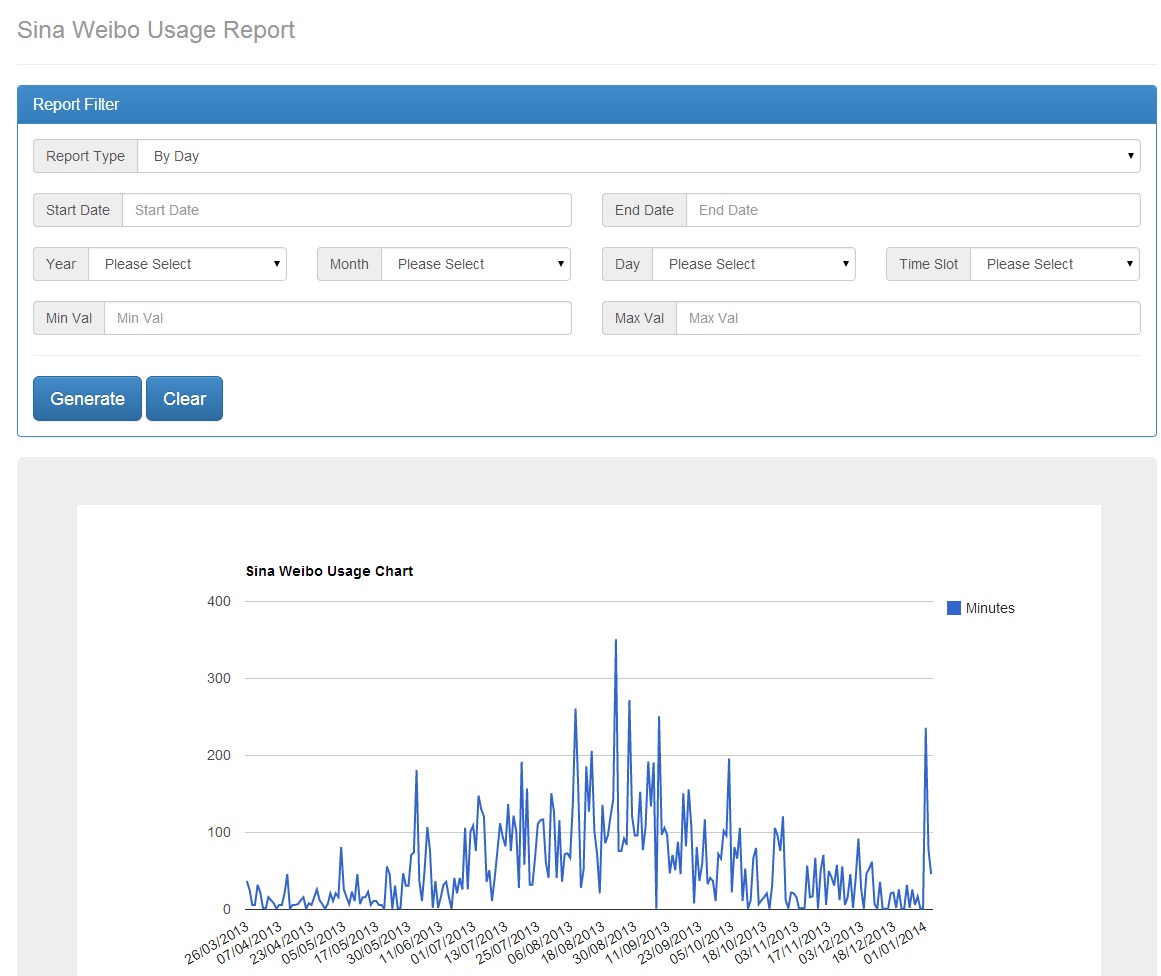 Sina Weibo Usage Report
Report Filter
Report Type By Day
Start Date Start Date End Date End Date
Year Please Select Month Please Select Day Please Select Time Slot Please Select
Min Val Min Val Max Val Max Val
Generate Clear
Sina Weibo Usage Chart
400
Minutes
300
200
100
0
26/03/2013 07/04/2013 23/04/2013 05/05/2013 17/05/2013 30/05/2013 11/06/2013 01/07/2013 13/07/2013 25/07/2013 06/08/2013 18/08/2013 30/08/2013 11/09/2013 23/09/2013 05/10/2013 18/10/2013 03/11/2013 17/11/2013 03/12/2013 18/12/2013 01/01/2014